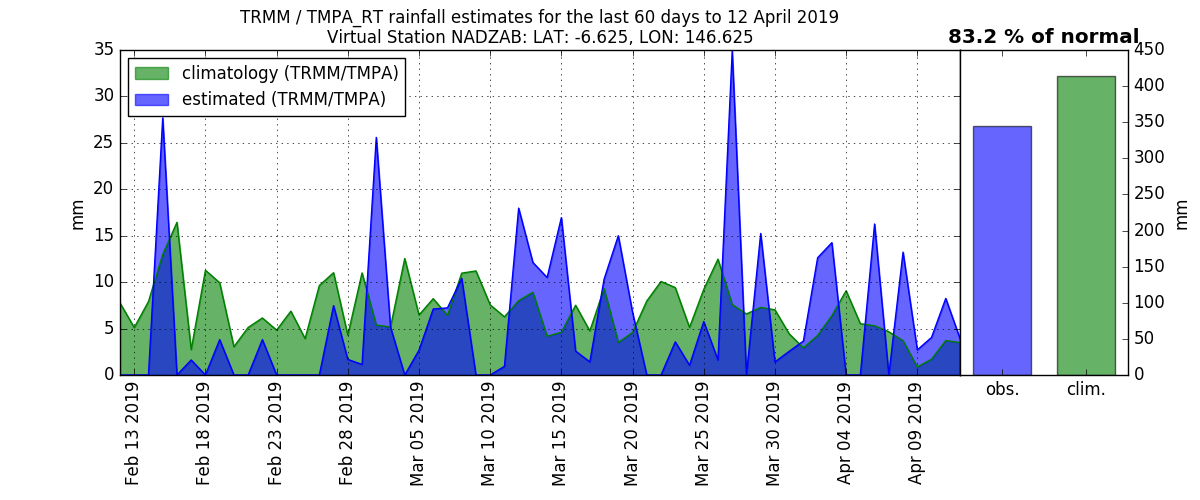 TRMM / TMPA_RT rainfall estimates for the last 60 days to 12 April 2019
Virtual Station NADZAB: LAT: -6.625, LON: 146.625
83.2 % of normal
climatology (TRMM/TMPA)
estimated (TRMM/TMPA)
35
30
25
20
15
10
5
0
mm
Feb 13 2019
Feb 18 2019
Feb 23 2019
Feb 28 2019
Mar 05 2019
Mar 10 2019
Mar 15 2019
Mar 20 2019
Mar 25 2019
Mar 30 2019
Apr 04 2019
Apr 09 2019
obs.
clim.
450
400
350
300
250
200
150
100
50
0
mm